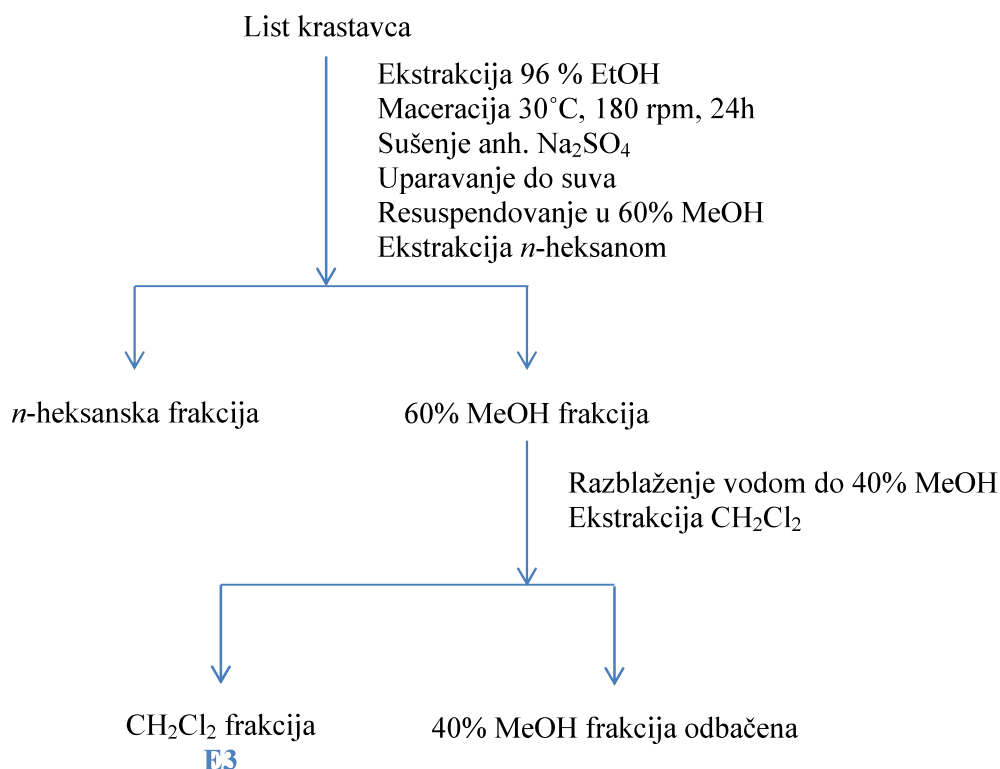 List krastavca
Ekstrakcija 96 % EtOH
Maceracija 30˚C, 180 rpm, 24h
Sušenje anh. Na₂SO₄
Uparavanje do suva
Resuspendovanje u 60% MeOH
Ekstrakcija n-heksanom
n-heksanska frakcija
60% MeOH frakcija
Razblaženje vodom do 40% MeOH
Ekstrakcija CH₂Cl₂
CH₂Cl₂ frakcija
E3
40% MeOH frakcija odbačena